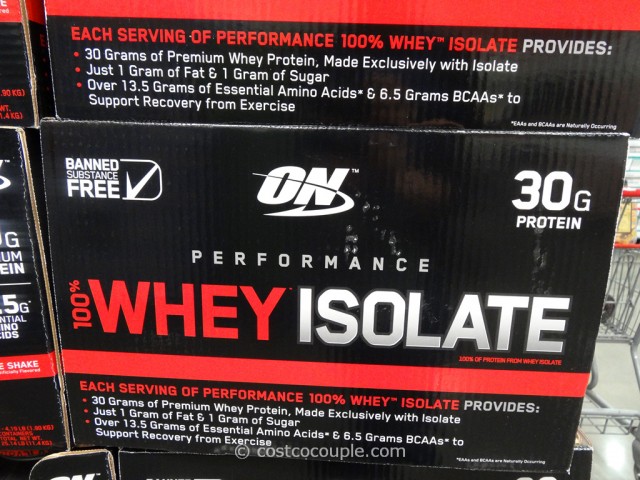 EACH SERVING OF PERFORMANCE 100% WHEY™ ISOLATE PROVIDES:
• 30 Grams of Premium Whey Protein, Made Exclusively with Isolate
• Just 1 Gram of Fat & 1 Gram of Sugar
• Over 13.5 Grams of Essential Amino Acids* & 6.5 Grams BCAAs* to
Support Recovery from Exercise
*EAAs and BCAAs are Naturally Occurring
BANNED
SUBSTANCE
FREE
ON™
30G
PROTEIN
PERFORMANCE
100% WHEY™ ISOLATE
100% OF PROTEIN FROM WHEY ISOLATE
EACH SERVING OF PERFORMANCE 100% WHEY™ ISOLATE PROVIDES:
• 30 Grams of Premium Whey Protein, Made Exclusively with Isolate
• Just 1 Gram of Fat & 1 Gram of Sugar
• Over 13.5 Grams of Essential Amino Acids* & 6.5 Grams BCAAs* to
Support Recovery from Exercise
*EAAs and BCAAs are Naturally Occurring
E SHAKE
© costcocouple.com